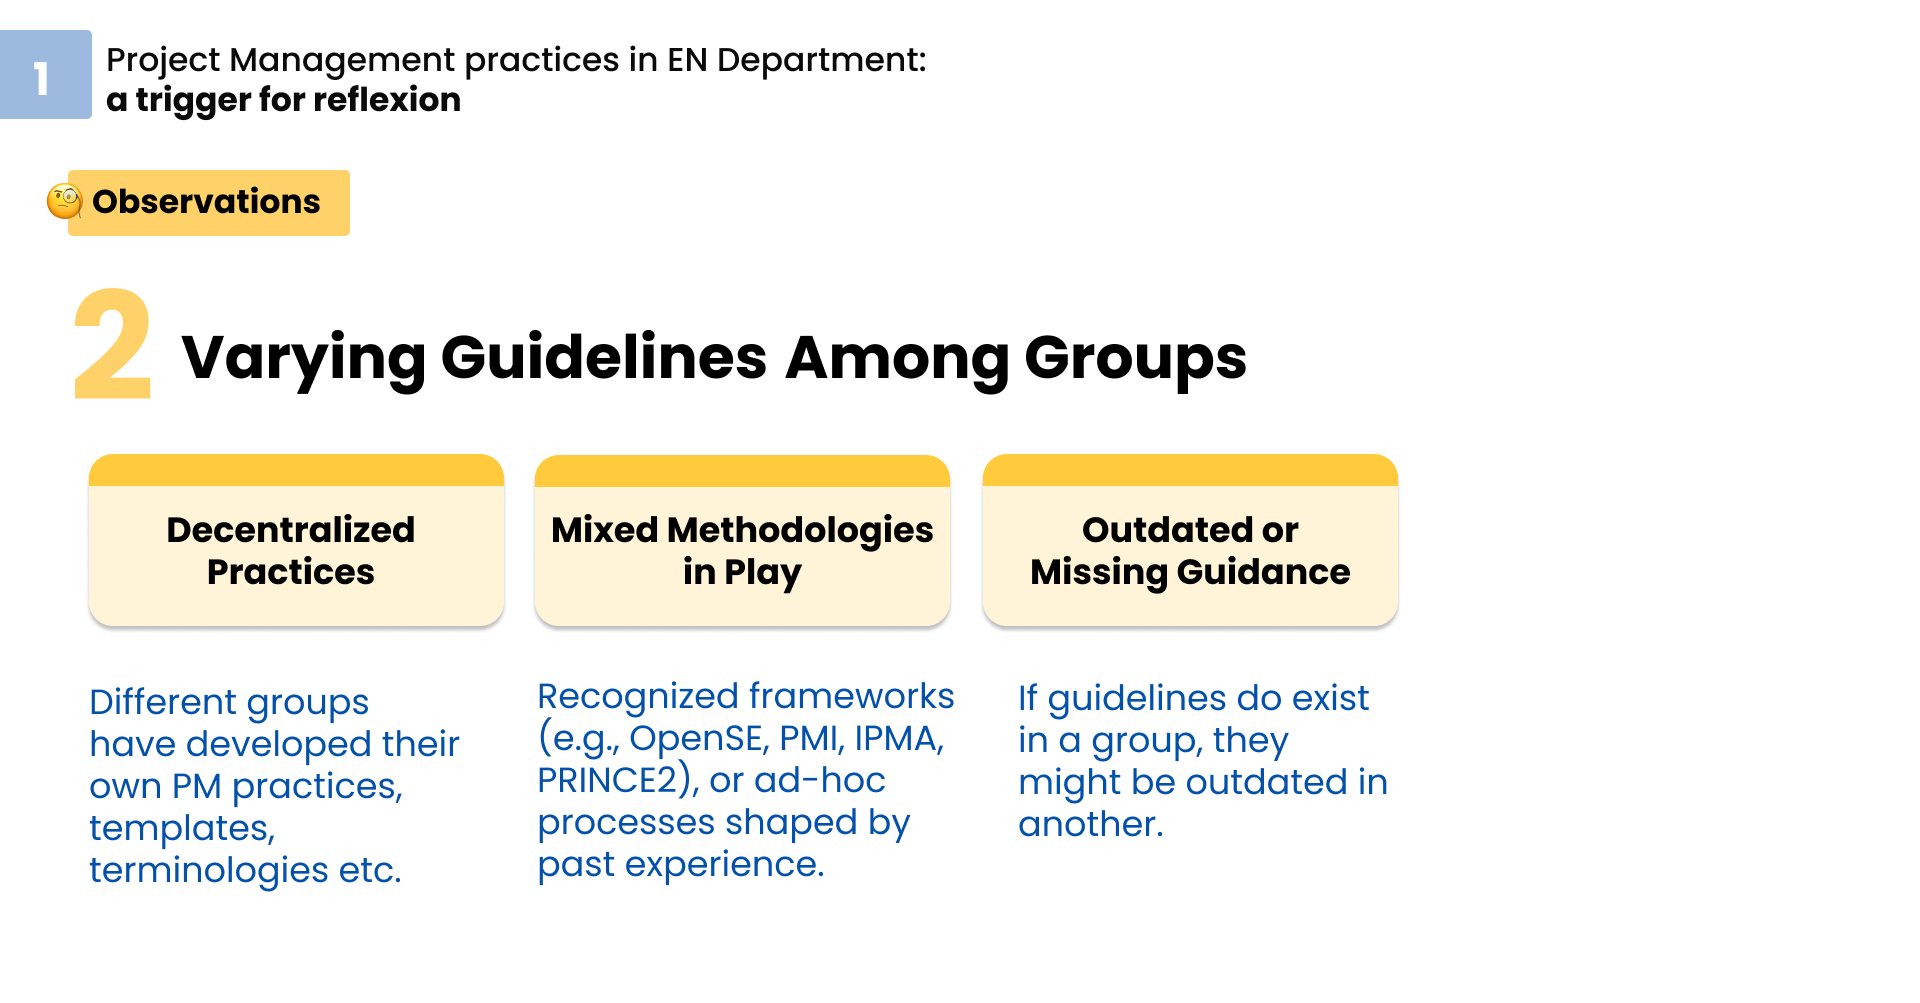 1
Project Management practices in EN Department:
a trigger for reflexion
Observations
2
Varying Guidelines Among Groups
Decentralized
Practices
Different groups
have developed their
own PM practices,
templates,
terminologies etc.
Mixed Methodologies
in Play
Recognized frameworks
(e.g., OpenSE, PMI, IPMA,
PRINCE2), or ad-hoc
processes shaped by
past experience.
Outdated or
Missing Guidance
If guidelines do exist
in a group, they
might be outdated in
another.